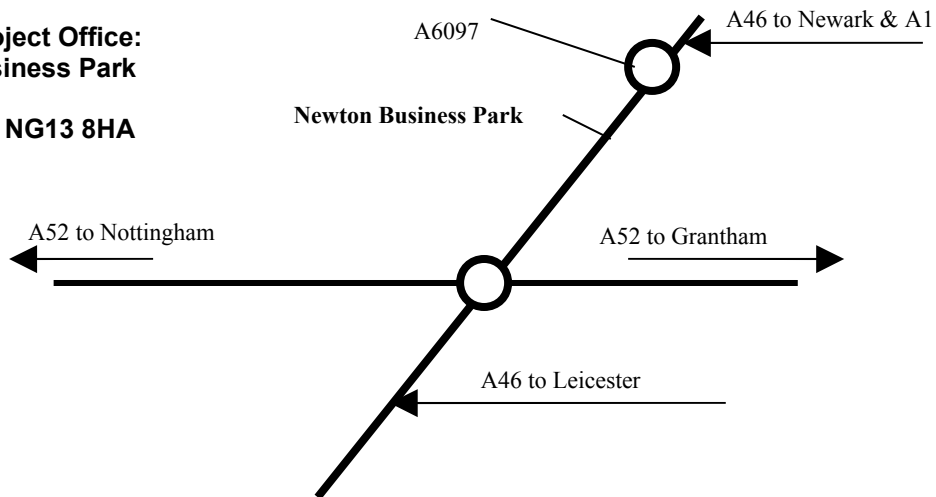 oject Office:
siness Park
NG13 8HA
A6097
A46 to Newark & A1
Newton Business Park
A52 to Nottingham
A52 to Grantham
A46 to Leicester